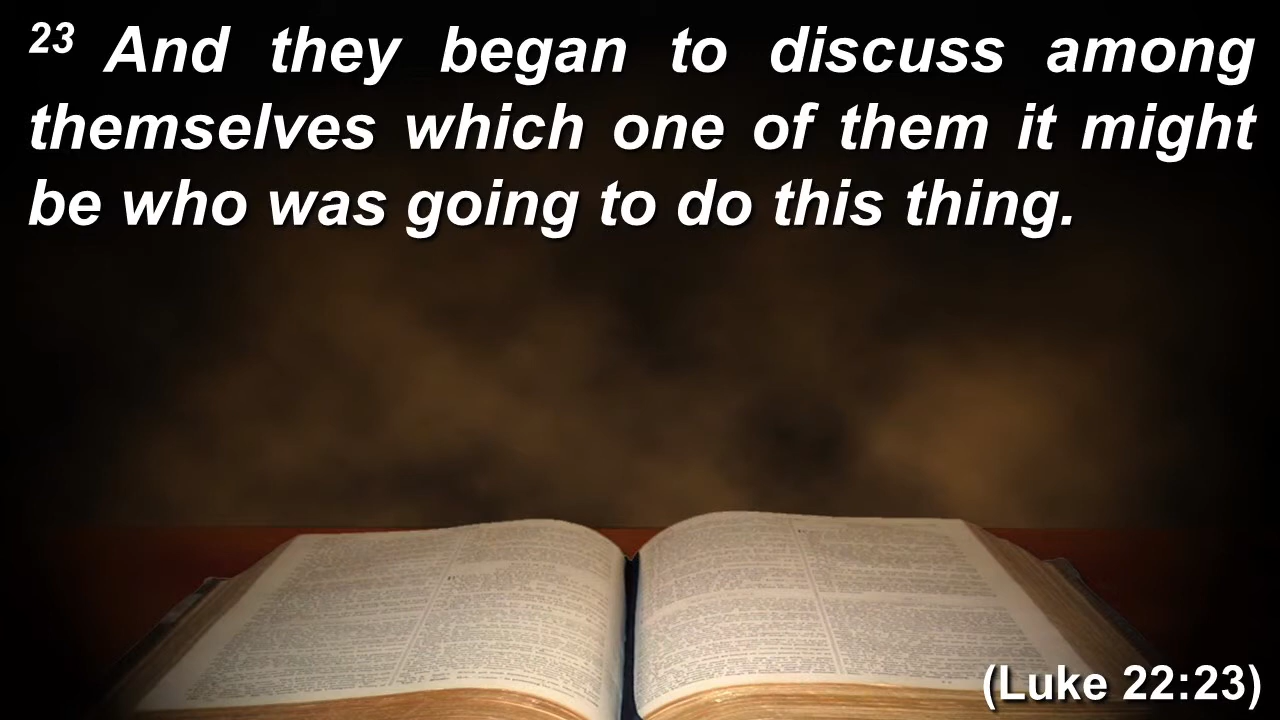 23 And they began to discuss among
themselves which one of them it might
be who was going to do this thing.
(Luke 22:23)